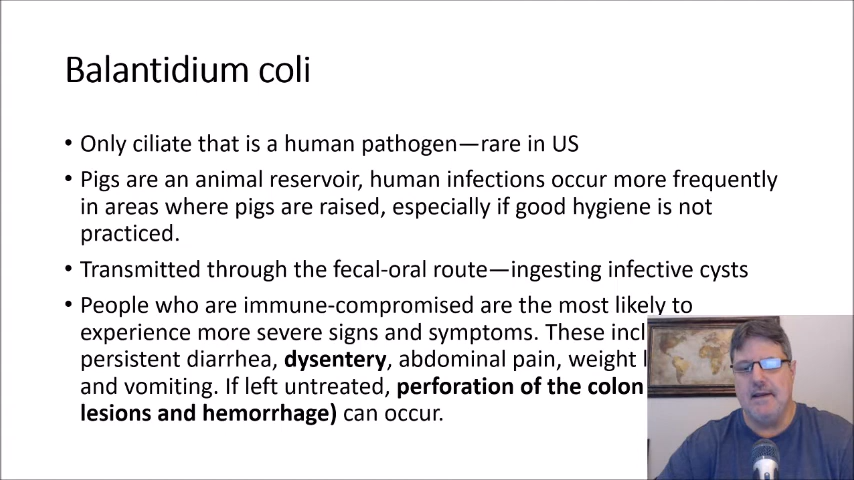 Balantidium coli
• Only ciliate that is a human pathogen—rare in US
• Pigs are an animal reservoir, human infections occur more frequently
in areas where pigs are raised, especially if good hygiene is not
practiced.
• Transmitted through the fecal-oral route—ingesting infective cysts
• People who are immune-compromised are the most likely to
experience more severe signs and symptoms. These incl
persistent diarrhea, dysentery, abdominal pain, weight l
and vomiting. If left untreated, perforation of the colon
lesions and hemorrhage) can occur.